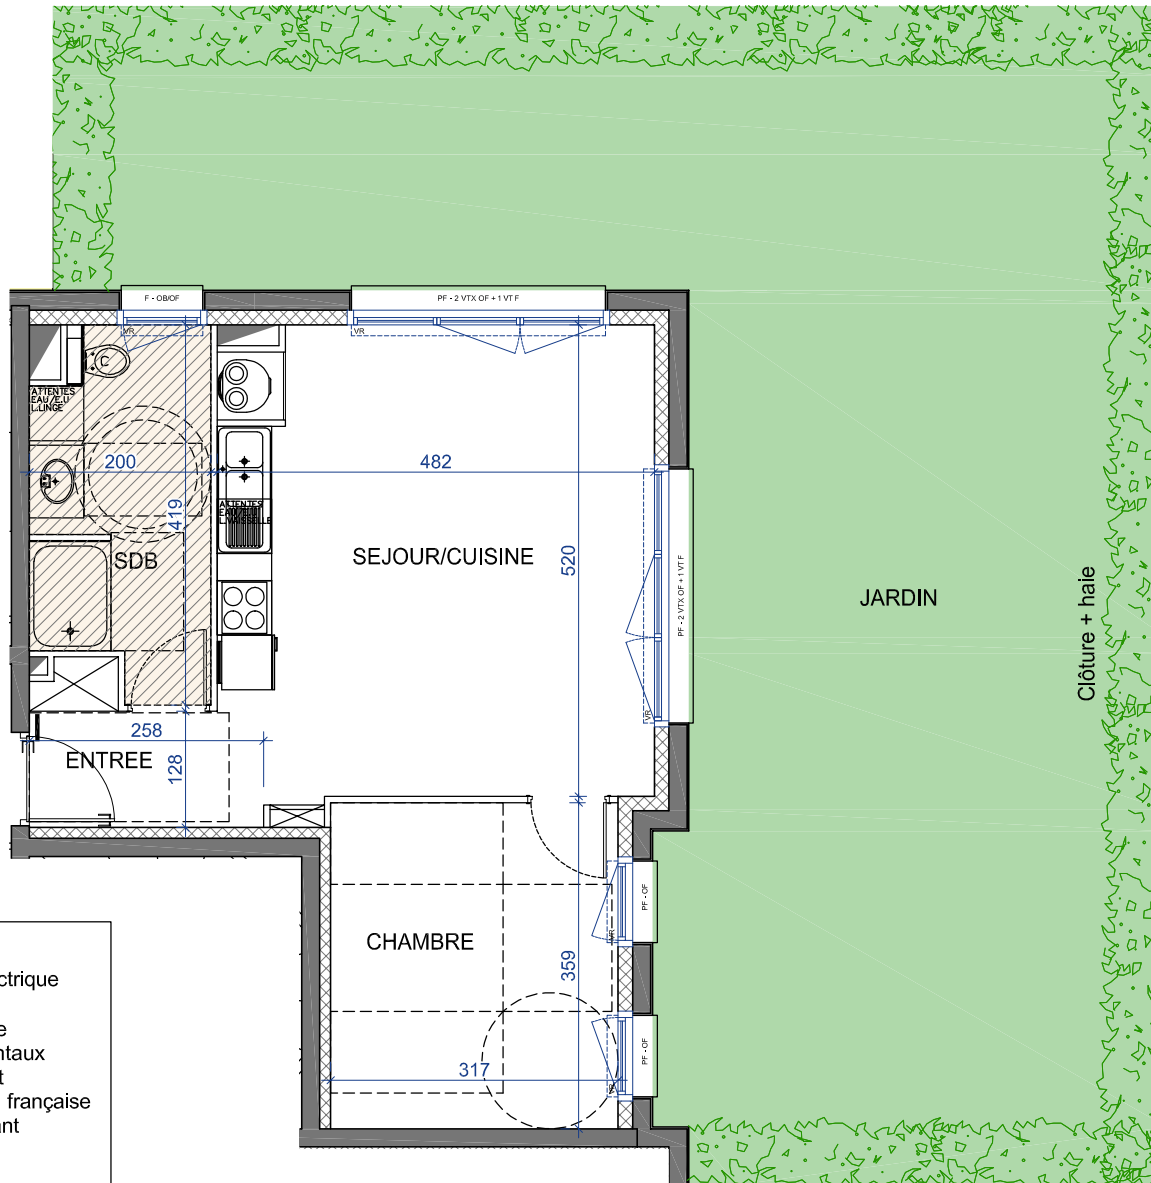 F - OB/OF
PF - 2 VTX OF + 1 VT F
VR
VR
C
ATTENTES
EAU/E.U
L.LINGE
200
482
419
ATTENTES
EAU/E.U
L.VAISSELLE
SDB
SEJOUR/CUISINE
520
PF - 2 VTX OF + 1 VT F
JARDIN
Clôture + haie
VR
258
ENTREE
128
PF - OF
VR
CHAMBRE
359
PF - OF
VR
317
ctrique
e
ntaux
t
française
ant